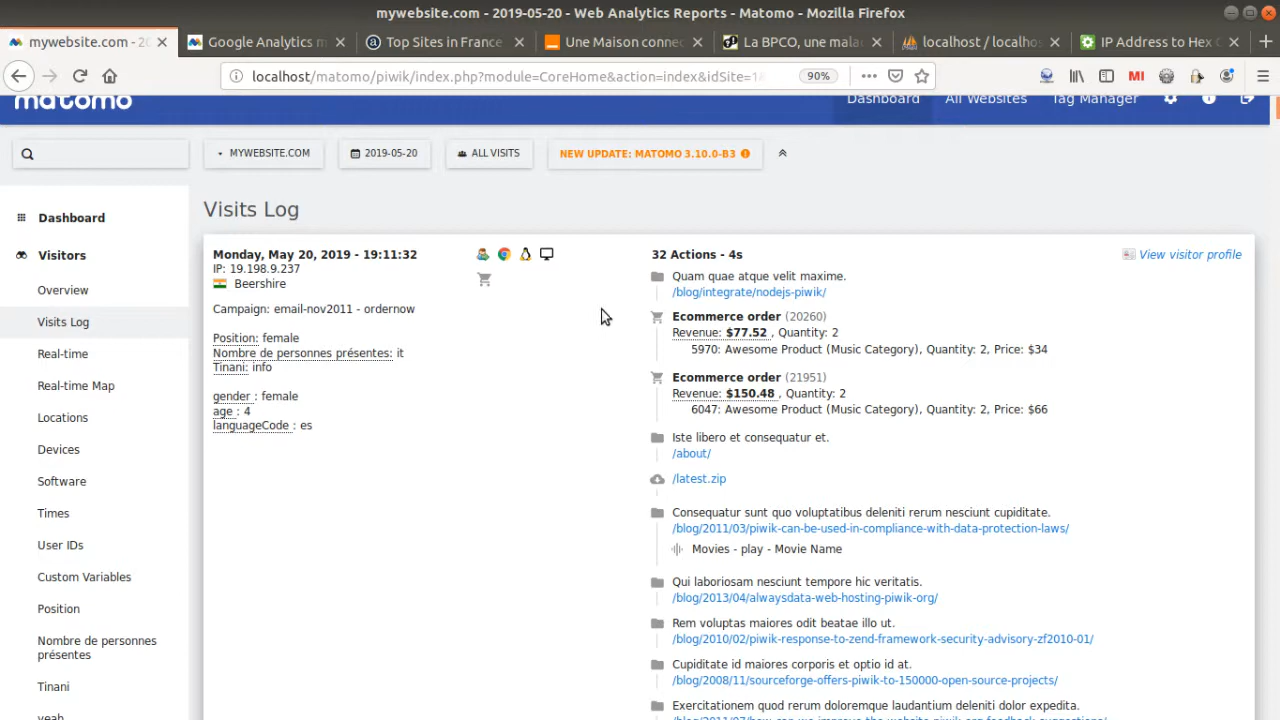 mywebsite.com - 2019-05-20 - Web Analytics Reports - Matomo - Mozilla Firefox
mywebsite.com - 20
Google Analytics m
Top Sites in France
Une Maison connec
La BPCO, une mala
localhost / localhos
IP Address to Hex C
localhost/matomo/piwik/index.php?module=CoreHome&action=index&idSite=1
90%
MI
matomo
Dashboard
All Websites
Tag Manager
MYWEBSITE.COM
2019-05-20
ALL VISITS
NEW UPDATE: MATOMO 3.10.0-B3
Dashboard
Visitors
Overview
Visits Log
Real-time
Real-time Map
Locations
Devices
Software
Times
User IDs
Custom Variables
Position
Nombre de personnes
présentes
Tinani
yeah
Visits Log
Monday, May 20, 2019 - 19:11:32
IP: 19.198.9.237
Beershire
Campaign: email-nov2011 - ordernow
Position: female
Nombre de personnes présentes: it
Tinani: info
gender : female
age : 4
languageCode : es
32 Actions - 4s
View visitor profile
Quam quae atque velit maxime.
/blog/integrate/nodejs-piwik/
Ecommerce order (20260)
Revenue: $77.52 , Quantity: 2
5970: Awesome Product (Music Category), Quantity: 2, Price: $34
Ecommerce order (21951)
Revenue: $150.48 , Quantity: 2
6047: Awesome Product (Music Category), Quantity: 2, Price: $66
Iste libero et consequatur et.
/about/
/latest.zip
Consequatur sunt quo voluptatibus deleniti rerum nesciunt cupiditate.
/blog/2011/03/piwik-can-be-used-in-compliance-with-data-protection-laws/
Movies - play - Movie Name
Qui laboriosam nesciunt tempore hic veritatis.
/blog/2013/04/alwaysdata-web-hosting-piwik-org/
Rem voluptas maiores odit beatae illo ut.
/blog/2010/02/piwik-response-to-zend-framework-security-advisory-zf2010-01/
Cupiditate id maiores corporis et optio id at.
/blog/2008/11/sourceforge-offers-piwik-to-150000-open-source-projects/
Exercitationem quod rerum doloremque laudantium deleniti dolor expedita.